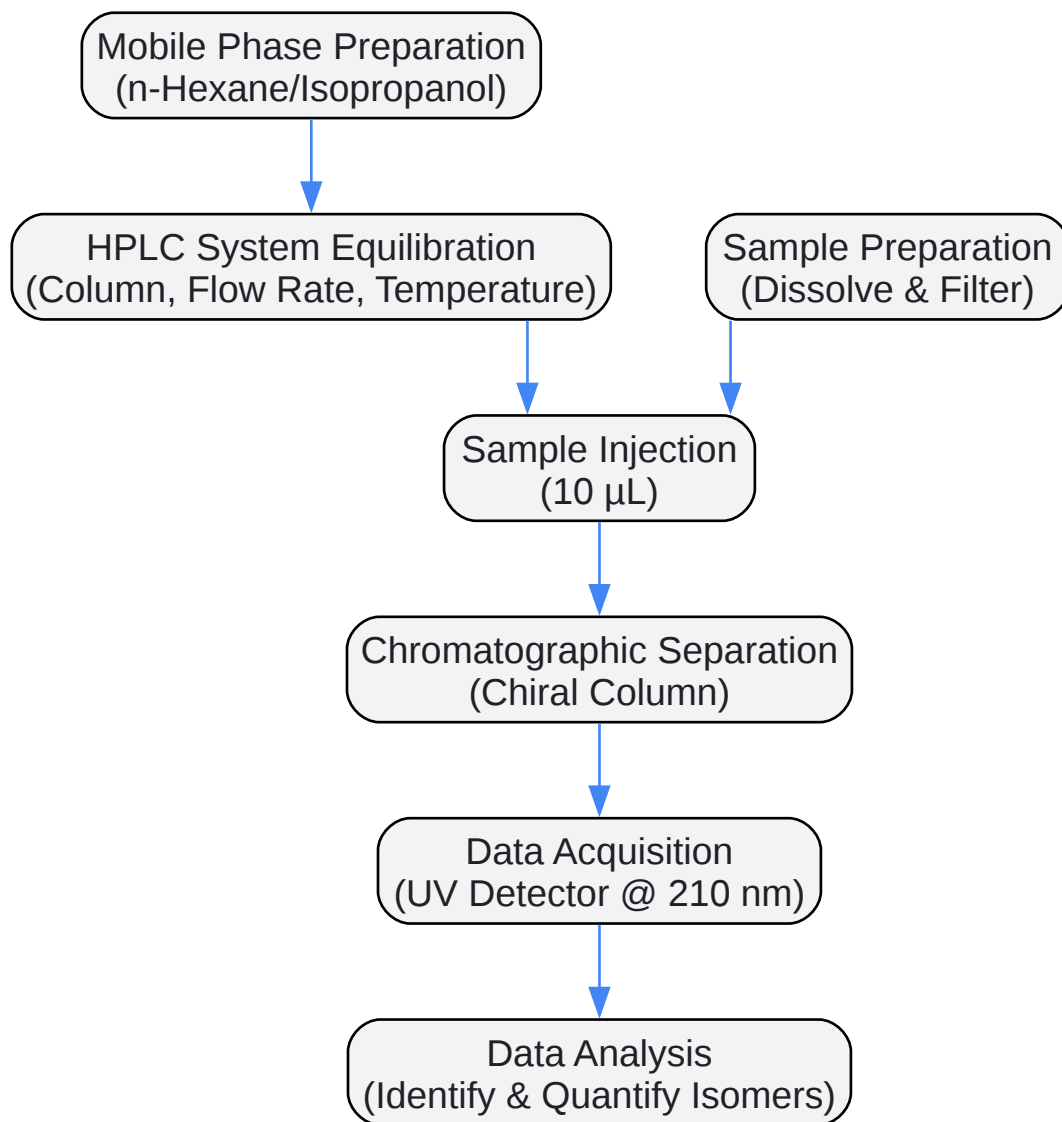 Mobile Phase Preparation
(n-Hexane/Isopropanol)
HPLC System Equilibration
(Column, Flow Rate, Temperature)
Sample Preparation
(Dissolve & Filter)
Sample Injection
(10 µL)
Chromatographic Separation
(Chiral Column)
Data Acquisition
(UV Detector @ 210 nm)
Data Analysis
(Identify & Quantify Isomers)